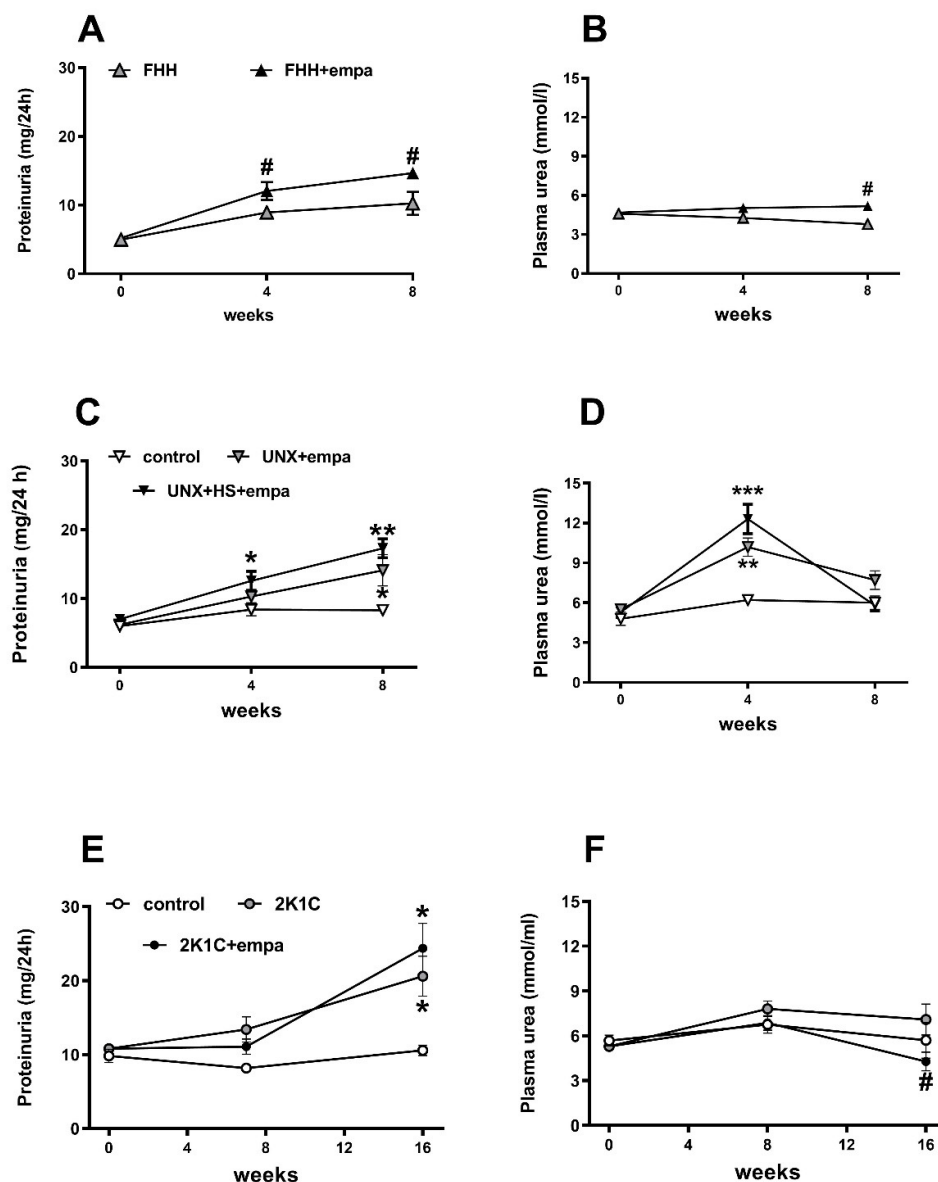 A
FHH FHH+empa
Proteinuria (mg/24h)
30
20
10
0
# #
0 4 8
weeks
B
Plasma urea (mmol/l)
15
12
9
6
3
0
#
0 4 8
weeks
C
control UNX+empa
UNX+HS+empa
Proteinuria (mg/24 h)
30
20
10
0
* **
*
0 4 8
weeks
D
Plasma urea (mmol/l)
15
12
9
6
3
0
***
**
0 4 8
weeks
E
control 2K1C
2K1C+empa
Proteinuria (mg/24h)
30
20
10
0
*
*
0 4 8 12 16
weeks
F
Plasma urea (mmol/ml)
15
12
9
6
3
0
#
0 4 8 12 16
weeks